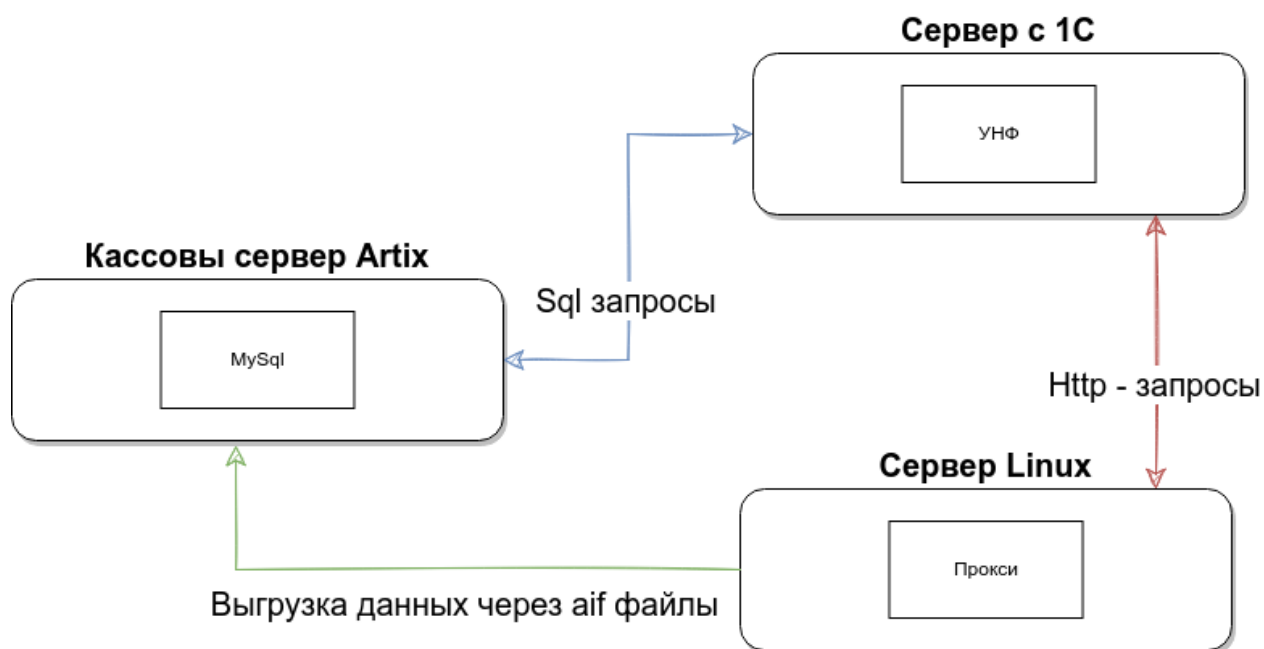 Сервер с 1С
УНФ
Кассовы сервер Artix
Sql запросы
MySql
Http - запросы
Сервер Linux
Прокси
Выгрузка данных через aif файлы